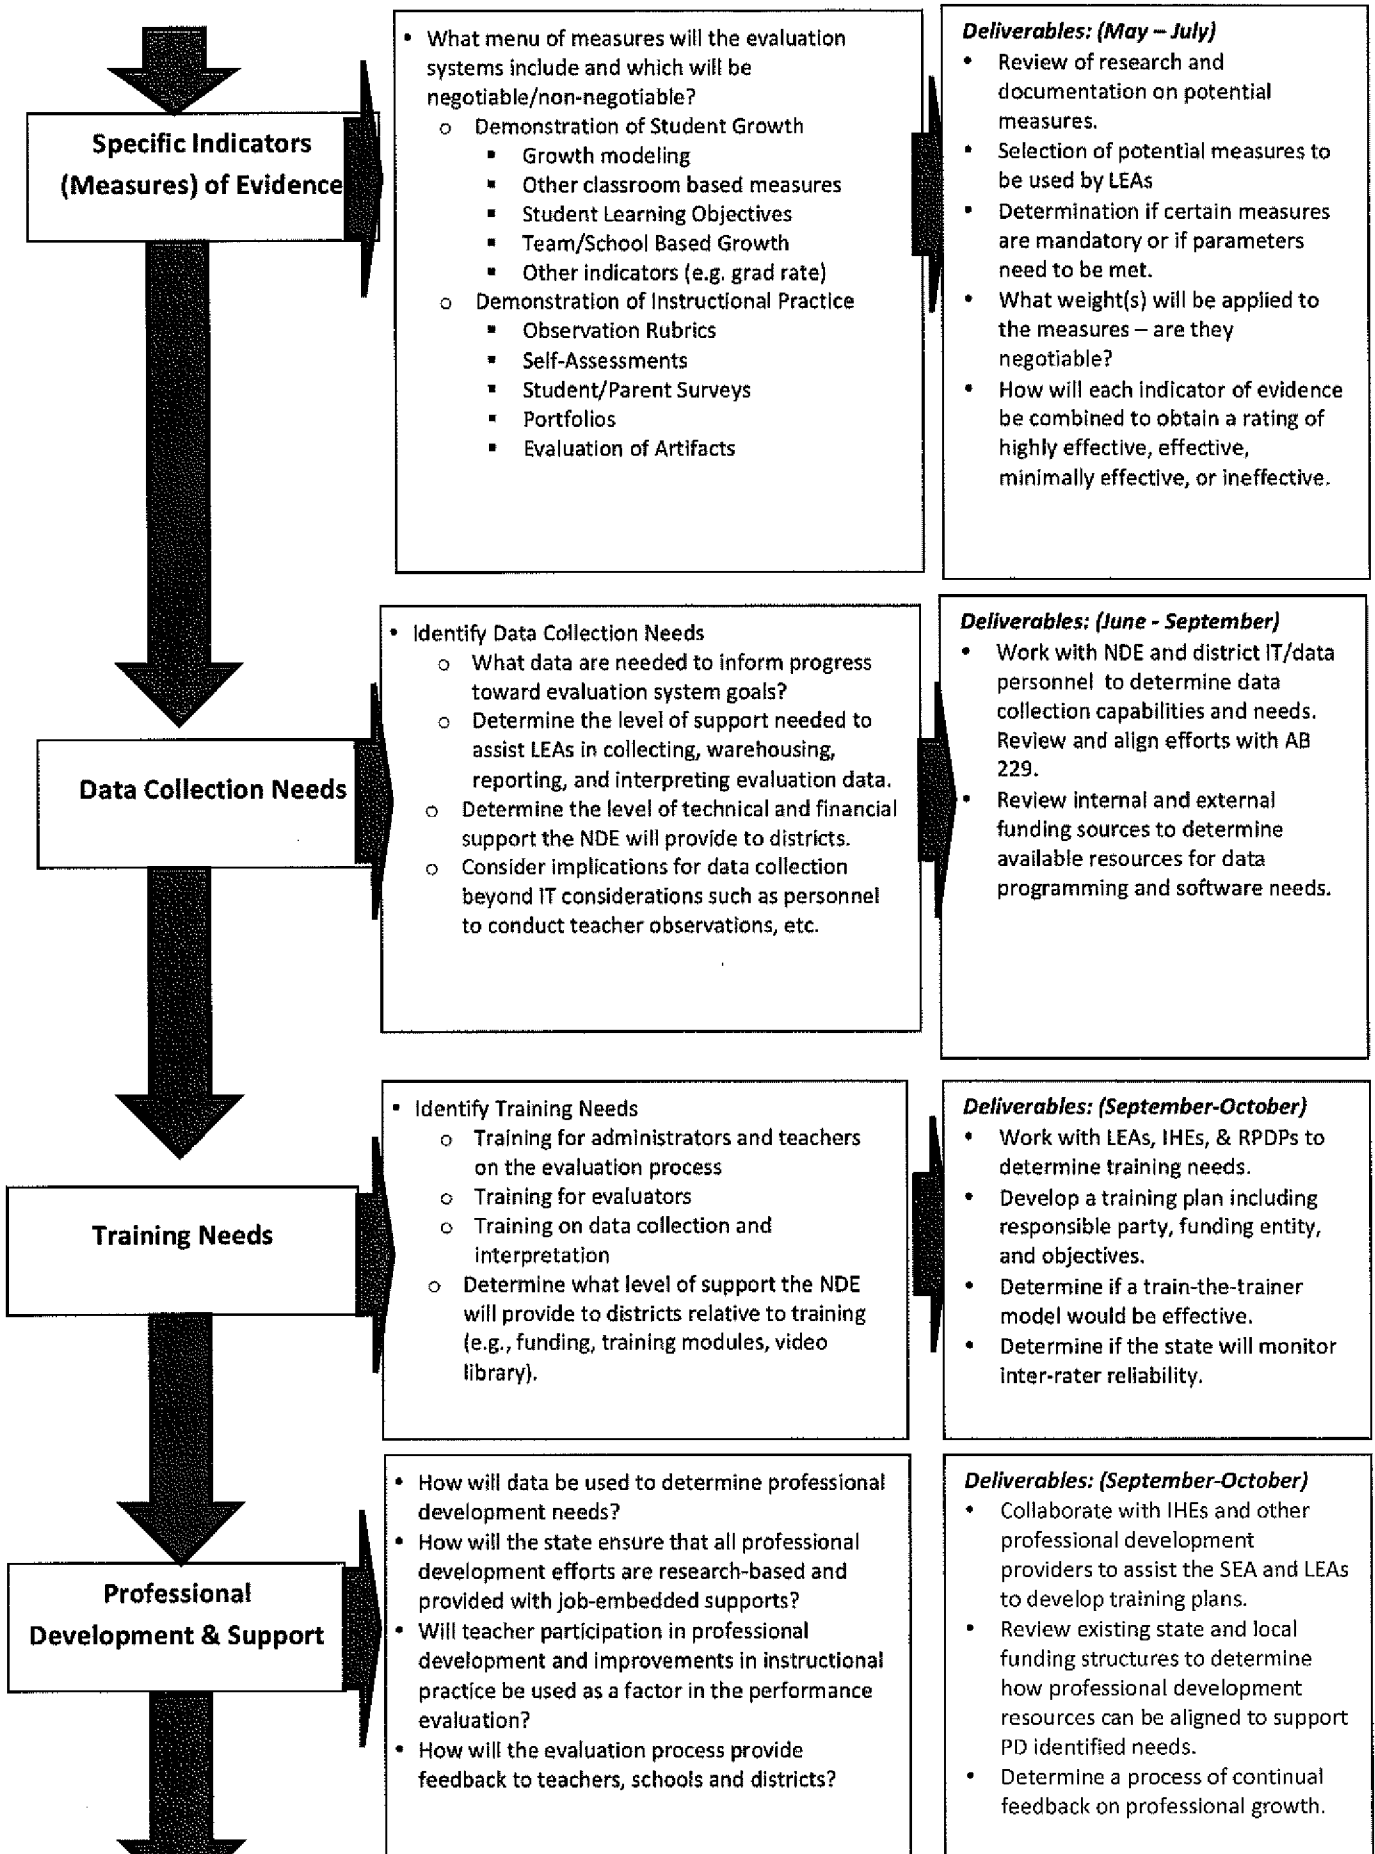 Specific Indicators
(Measures) of Evidence
• What menu of measures will the evaluation
systems include and which will be
negotiable/non-negotiable?
o Demonstration of Student Growth
▪ Growth modeling
▪ Other classroom based measures
▪ Student Learning Objectives
▪ Team/School Based Growth
▪ Other indicators (e.g. grad rate)
o Demonstration of Instructional Practice
▪ Observation Rubrics
▪ Self-Assessments
▪ Student/Parent Surveys
▪ Portfolios
▪ Evaluation of Artifacts
Deliverables: (May – July)
• Review of research and
documentation on potential
measures.
• Selection of potential measures to
be used by LEAs
• Determination if certain measures
are mandatory or if parameters
need to be met.
• What weight(s) will be applied to
the measures – are they
negotiable?
• How will each indicator of evidence
be combined to obtain a rating of
highly effective, effective,
minimally effective, or ineffective.
Data Collection Needs
• Identify Data Collection Needs
o What data are needed to inform progress
toward evaluation system goals?
o Determine the level of support needed to
assist LEAs in collecting, warehousing,
reporting, and interpreting evaluation data.
o Determine the level of technical and financial
support the NDE will provide to districts.
o Consider implications for data collection
beyond IT considerations such as personnel
to conduct teacher observations, etc.
Deliverables: (June - September)
• Work with NDE and district IT/data
personnel to determine data
collection capabilities and needs.
Review and align efforts with AB
229.
• Review internal and external
funding sources to determine
available resources for data
programming and software needs.
Training Needs
• Identify Training Needs
o Training for administrators and teachers
on the evaluation process
o Training for evaluators
o Training on data collection and
interpretation
o Determine what level of support the NDE
will provide to districts relative to training
(e.g., funding, training modules, video
library).
Deliverables: (September-October)
• Work with LEAs, IHEs, & RPDPs to
determine training needs.
• Develop a training plan including
responsible party, funding entity,
and objectives.
• Determine if a train-the-trainer
model would be effective.
• Determine if the state will monitor
inter-rater reliability.
Professional
Development & Support
• How will data be used to determine professional
development needs?
• How will the state ensure that all professional
development efforts are research-based and
provided with job-embedded supports?
• Will teacher participation in professional
development and improvements in instructional
practice be used as a factor in the performance
evaluation?
• How will the evaluation process provide
feedback to teachers, schools and districts?
Deliverables: (September-October)
• Collaborate with IHEs and other
professional development
providers to assist the SEA and LEAs
to develop training plans.
• Review existing state and local
funding structures to determine
how professional development
resources can be aligned to support
PD identified needs.
• Determine a process of continual
feedback on professional growth.